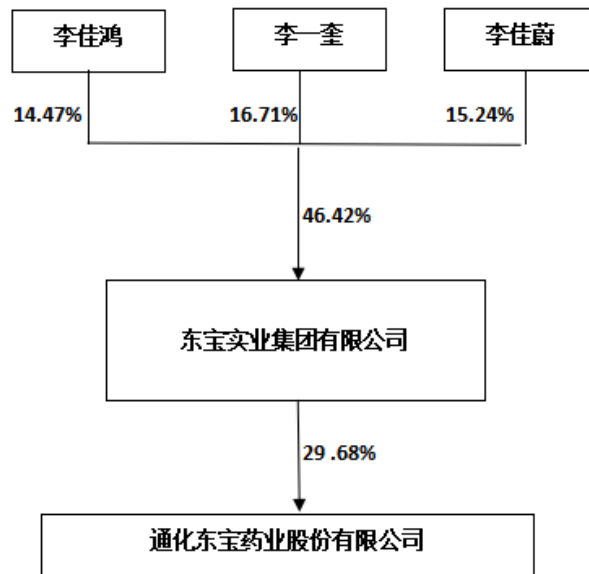 李佳鸿
李一奎
李佳蔚
14.47%
16.71%
15.24%
46.42%
东宝实业集团有限公司
29 .68%
通化东宝药业股份有限公司